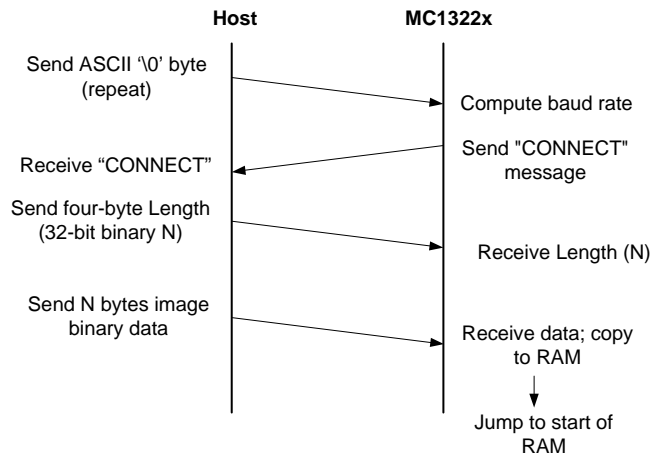 Host
MC1322x
Send ASCII ‘\0’ byte
(repeat)
Compute baud rate
Send "CONNECT"
message
Receive “CONNECT”
Send four-byte Length
(32-bit binary N)
Receive Length (N)
Send N bytes image
binary data
Receive data; copy
to RAM
Jump to start of
RAM